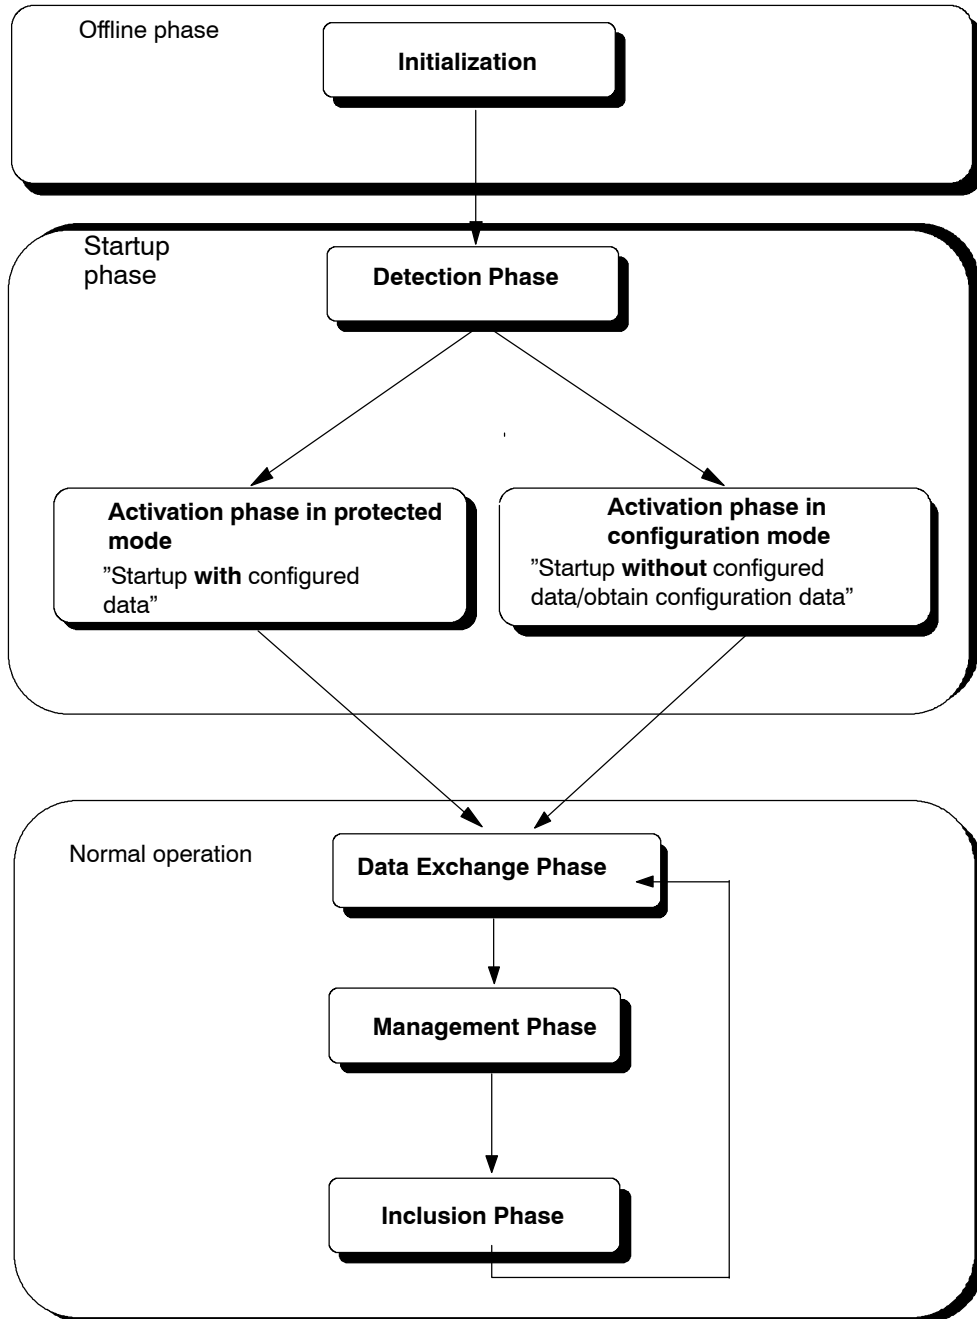 Offline phase
Initialization
Startup
phase
Detection Phase
Activation phase in protected
mode
”Startup with configured
data”
Activation phase in
configuration mode
”Startup without configured
data/obtain configuration data”
Normal operation
Data Exchange Phase
Management Phase
Inclusion Phase